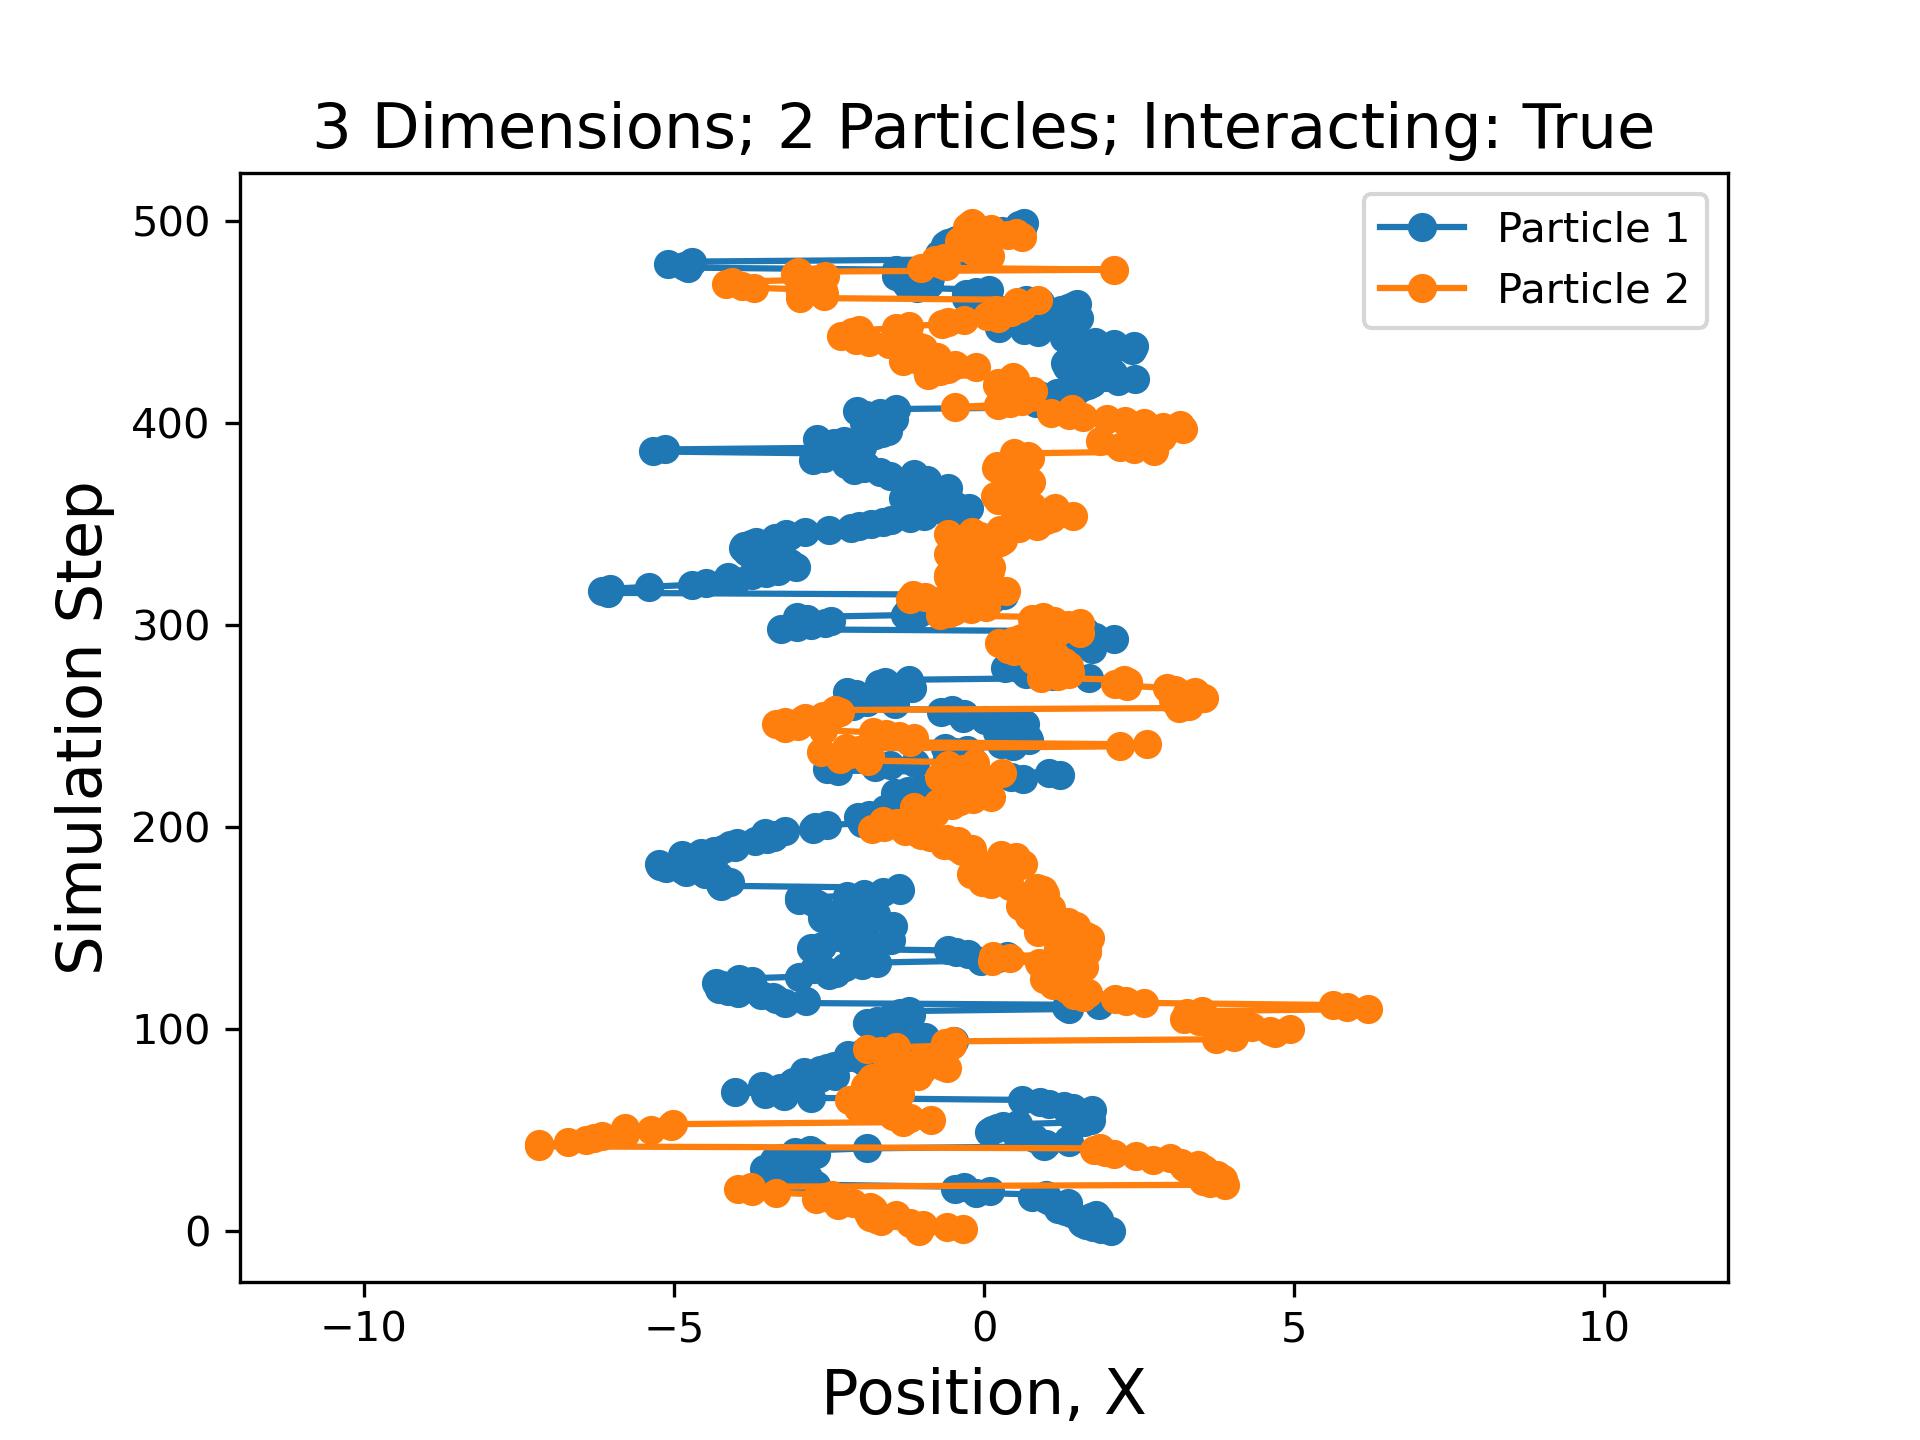 3 Dimensions; 2 Particles; Interacting: True
Particle 1
Particle 2
Simulation Step
500
400
300
200
100
0
−10
−5
0
5
10
Position, X